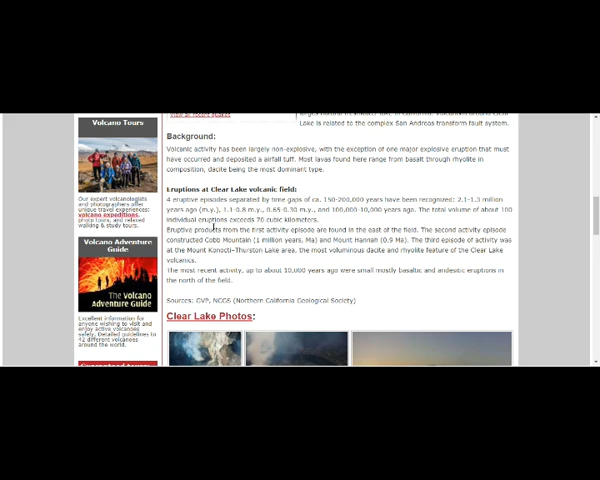 Volcano Tours
Our expert volcanologists
and photographers offer
unique travel experiences:
volcano expeditions,
photo tours, and relaxed
walking & study tours.
Volcano Adventure
Guide
The Volcano
Adventure Guide
Excellent information for
anyone wishing to visit and
enjoy active volcanoes
safely. Detailed guidelines to
42 different volcanoes
around the world.
View all recent quakes
Lake is related to the complex San Andreas transform fault system.
Background:
Volcanic activity has been largely non-explosive, with the exception of one major explosive eruption that must
have occurred and deposited a airfall tuff. Most lavas found here range from basalt through rhyolite in
composition, dacite being the most dominant type.
Eruptions at Clear Lake volcanic field:
4 eruptive episodes separated by time gaps of ca. 150-200,000 years have been recognized: 2.1-1.3 million
years ago (m.y.), 1.1-0.8 m.y., 0.65-0.30 m.y., and 100,000-10,000 years ago. The total volume of about 100
individual eruptions exceeds 70 cubic kilometers.
Eruptive products from the first activity episode are found in the east of the field. The second activity episode
constructed Cobb Mountain (1 million years, Ma) and Mount Hannah (0.9 Ma). The third episode of activity was
at the Mount Konocti-Thurston Lake area, the most voluminous dacite and rhyolite of the Clear Lake
volcanics.
The most recent activity, up to about 10,000 years ago were small mostly basaltic and andesitic eruptions in
the north of the field.
Sources: GVP, NCGS (Northern California Geological Society)
Clear Lake Photos: